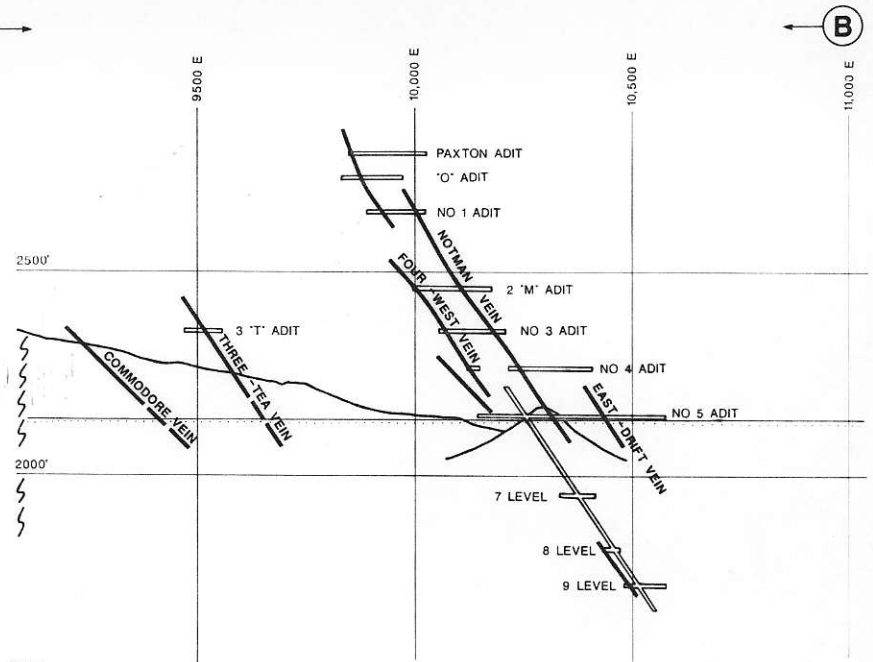 B
9500 E
10,000 E
10,500 E
11,000 E
PAXTON ADIT
"O" ADIT
NO 1 ADIT
NOTMAN VEIN
2500'
FOUR-WEST VEIN
2 "M" ADIT
3 "T" ADIT
NO 3 ADIT
THREE-TEA VEIN
COMMODORE VEIN
NO 4 ADIT
EAST-DRIFT VEIN
NO 5 ADIT
2000'
7 LEVEL
8 LEVEL
9 LEVEL